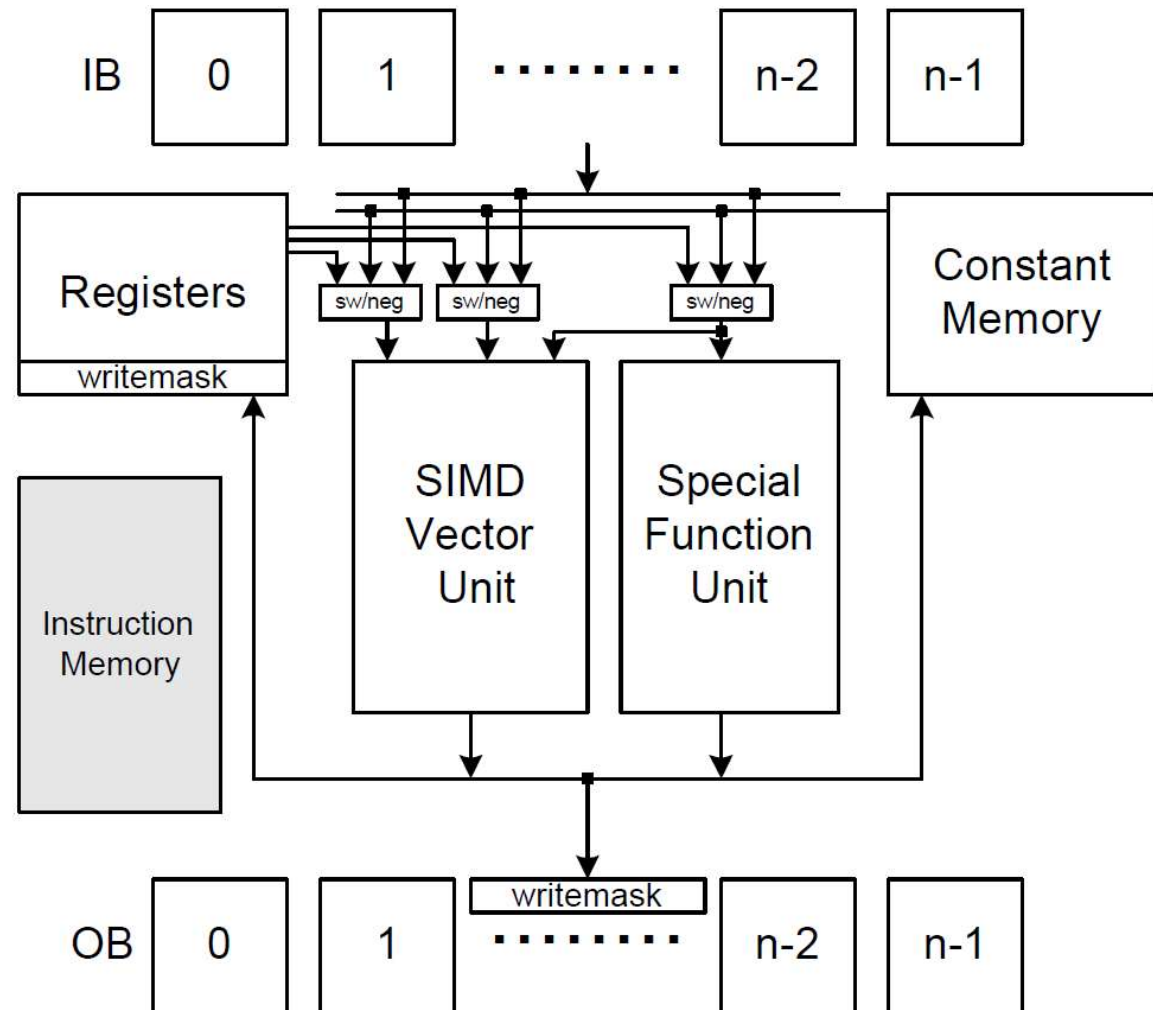 IB 0 1 ........ n-2 n-1
Registers
writemask
sw/neg sw/neg sw/neg
Constant
Memory
SIMD
Vector
Unit
Special
Function
Unit
Instruction
Memory
writemask
OB 0 1 ........ n-2 n-1